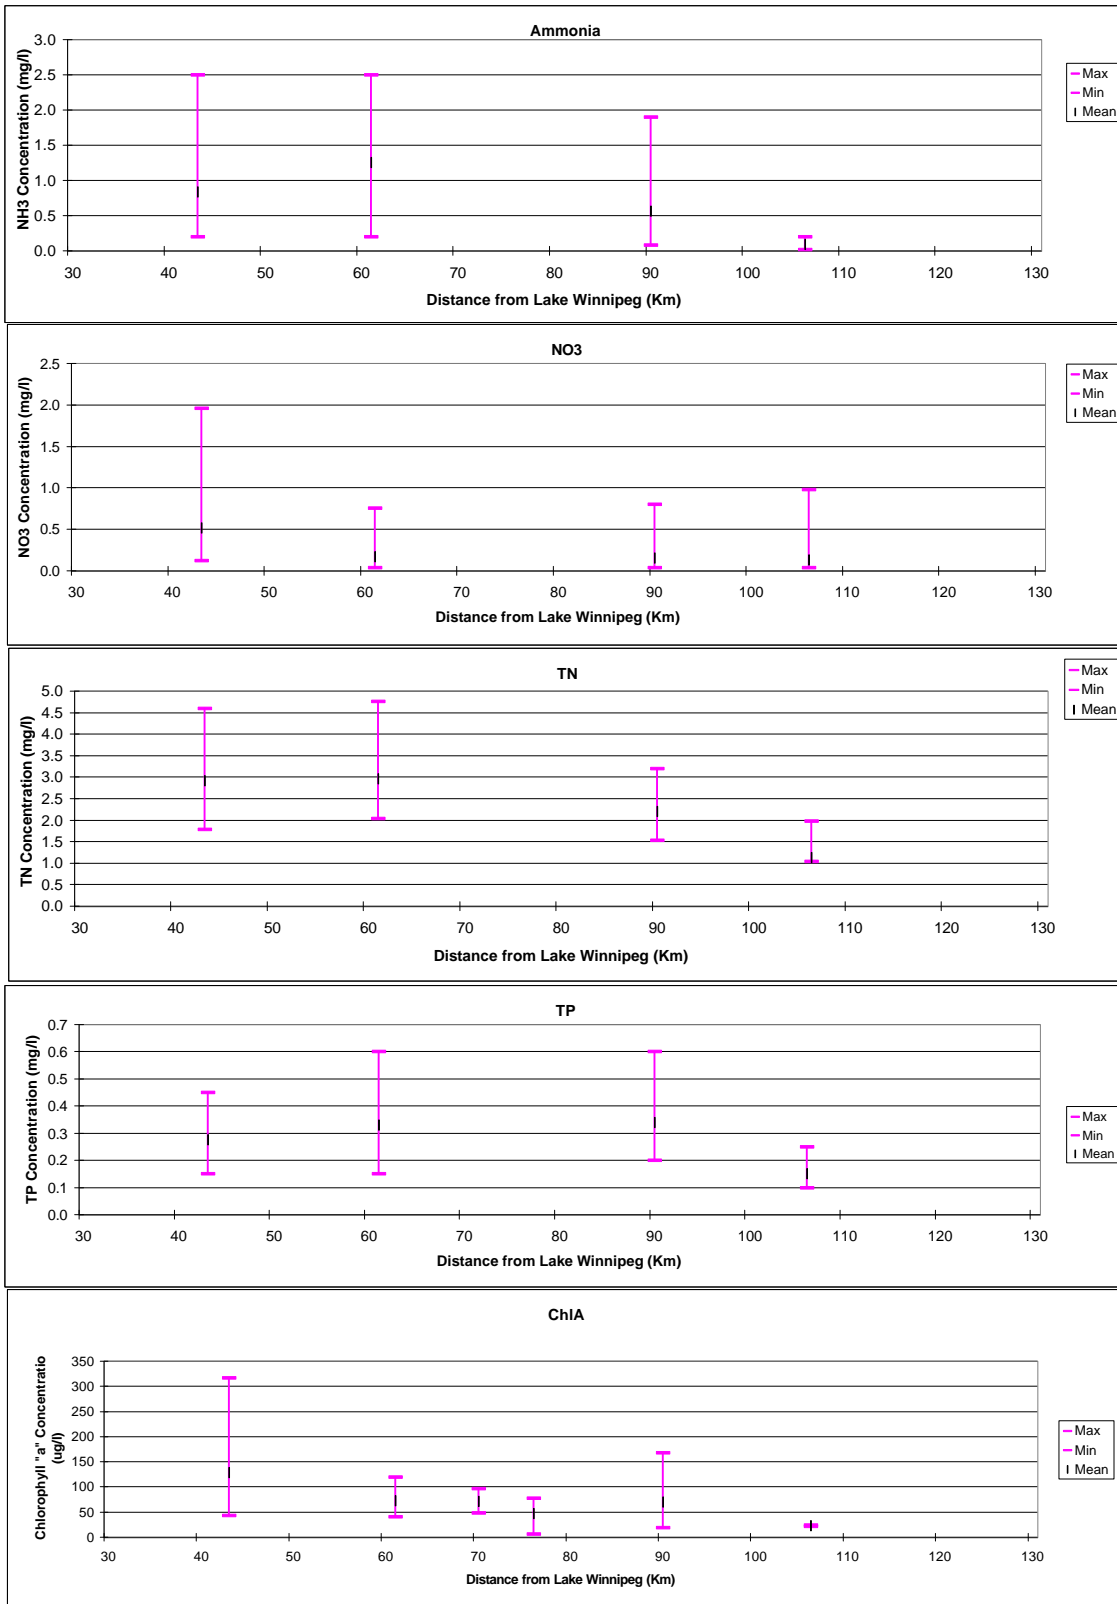 Ammonia
NH3 Concentration (mg/l)
3.0
2.5
2.0
1.5
1.0
0.5
0.0
30 40 50 60 70 80 90 100 110 120 130
Distance from Lake Winnipeg (Km)
Max
Min
Mean
NO3
NO3 Concentration (mg/l)
2.5
2.0
1.5
1.0
0.5
0.0
30 40 50 60 70 80 90 100 110 120 130
Distance from Lake Winnipeg (Km)
Max
Min
Mean
TN
TN Concentration (mg/l)
5.0
4.5
4.0
3.5
3.0
2.5
2.0
1.5
1.0
0.5
0.0
30 40 50 60 70 80 90 100 110 120 130
Distance from Lake Winnipeg (Km)
Max
Min
Mean
TP
TP Concentration (mg/l)
0.7
0.6
0.5
0.4
0.3
0.2
0.1
0.0
30 40 50 60 70 80 90 100 110 120 130
Distance from Lake Winnipeg (Km)
Max
Min
Mean
ChlA
Chlorophyll "a" Concentratio
(ug/l)
350
300
250
200
150
100
50
0
30 40 50 60 70 80 90 100 110 120 130
Distance from Lake Winnipeg (Km)
Max
Min
Mean